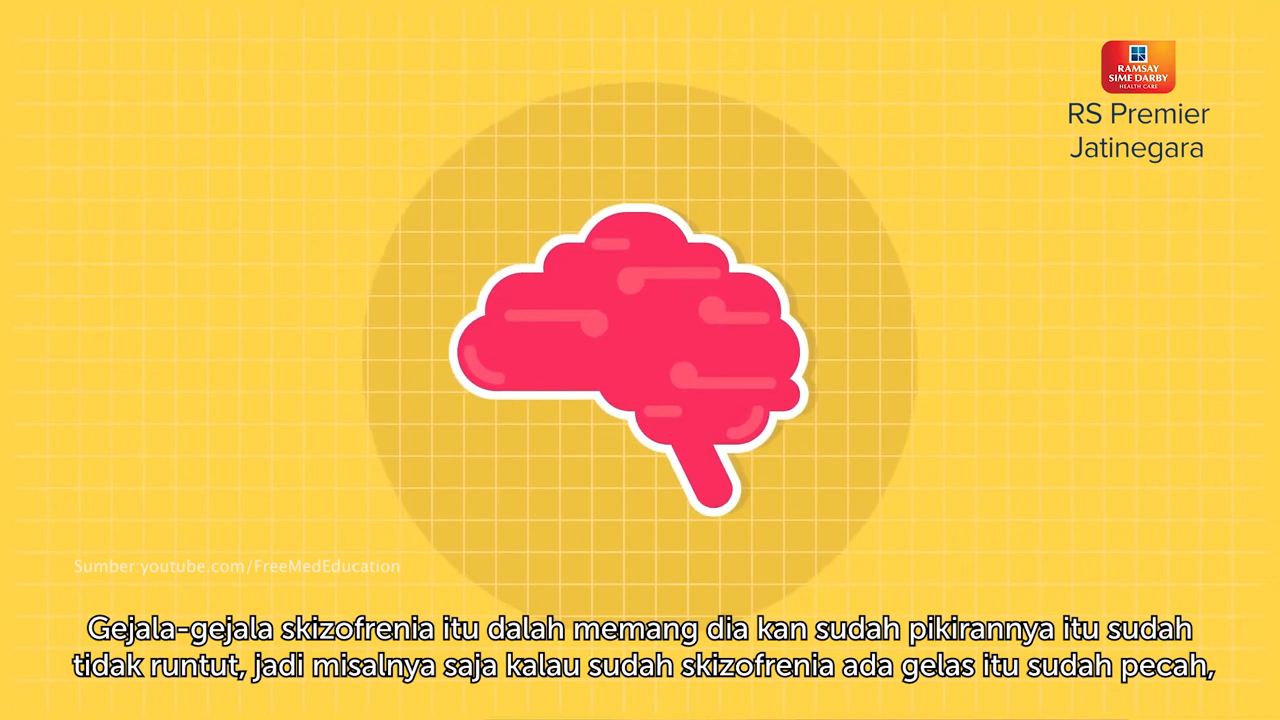 RAMSAY
SIME DARBY
HEALTH CARE
RS Premier
Jatinegara
Sumber:youtube.com/FreeMedEducation
Gejala-gejala skizofrenia itu dalah memang dia kan sudah pikirannya itu sudah
tidak runtut, jadi misalnya saja kalau sudah skizofrenia ada gelas itu sudah pecah,